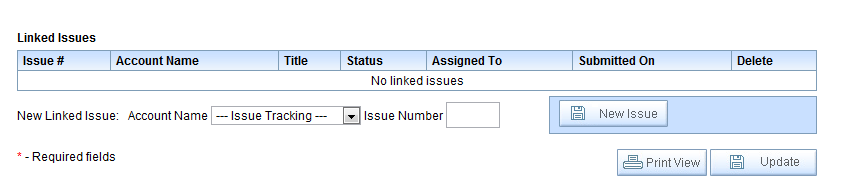 Linked Issues
Issue # Account Name Title Status Assigned To Submitted On Delete
No linked issues
New Linked Issue: Account Name --- Issue Tracking --- Issue Number New Issue
* - Required fields
Print View Update